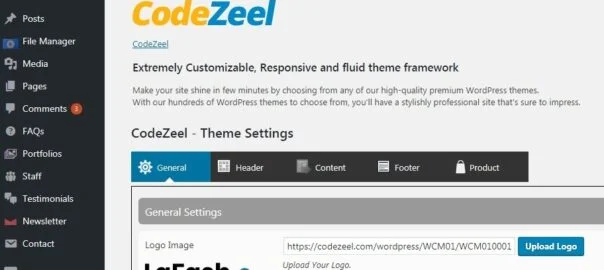 CodeZeel
Posts
File Manager
Media
Pages
Comments 3
FAQs
Portfolios
Staff
Testimonials
Newsletter
Contact
CodeZeel
Extremely Customizable, Responsive and fluid theme framework
Make your site shine in few minutes by choosing from any of our high-quality premium WordPress themes.
With our hundreds of WordPress themes to choose from, you'll have a stylishly professional site that's sure to impress.
CodeZeel - Theme Settings
General Header Content Footer Product
General Settings
Logo Image https://codezeel.com/wordpress/WCM01/WCM010001 Upload Logo
Upload Your Logo.